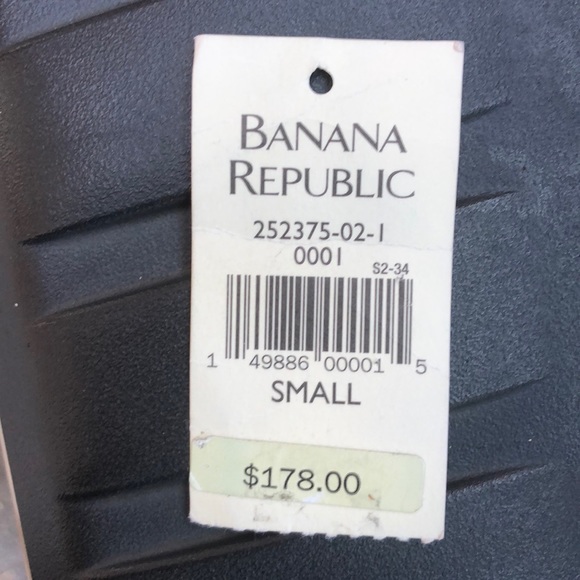 BANANA
REPUBLIC
252375-02-1
0001
S2-34
1 49886 00001 5
SMALL
$178.00